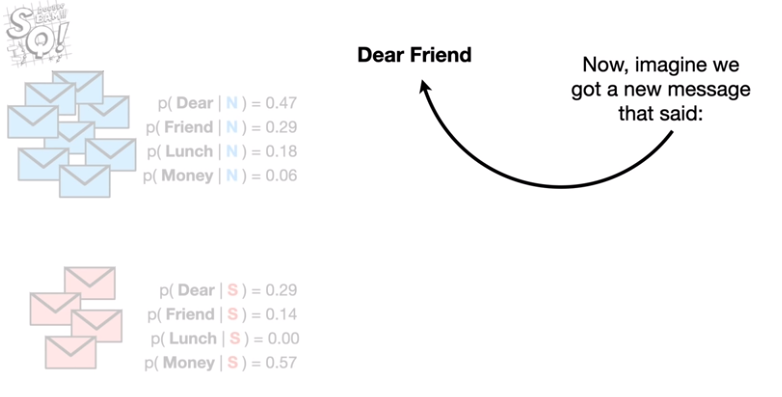 SQ!
Dear Friend
Now, imagine we
got a new message
that said:
p( Dear | N ) = 0.47
p( Friend | N ) = 0.29
p( Lunch | N ) = 0.18
p( Money | N ) = 0.06
p( Dear | S ) = 0.29
p( Friend | S ) = 0.14
p( Lunch | S ) = 0.00
p( Money | S ) = 0.57